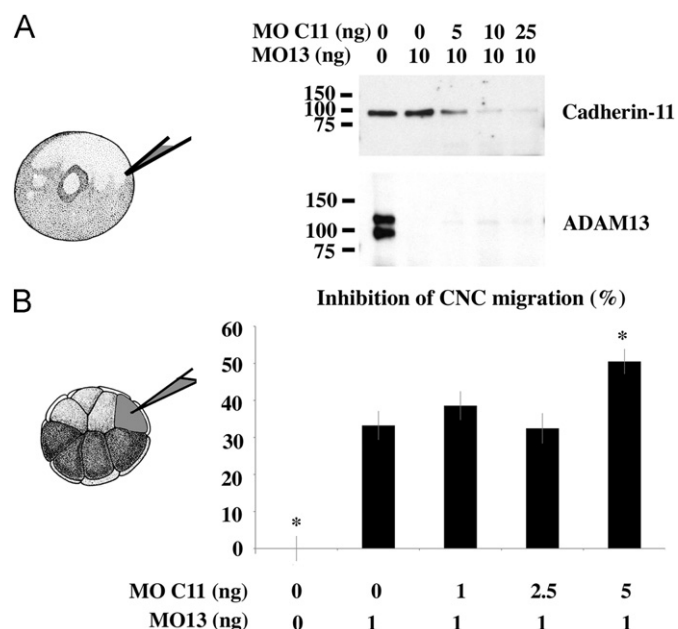 A
MO C11 (ng) 0 0 5 10 25
MO13 (ng) 0 10 10 10 10
150
100
75
Cadherin-11
150
100
75
ADAM13
B
Inhibition of CNC migration (%)
60
50
40
30
20
10
0
*
*
MO C11 (ng) 0 0 1 2.5 5
MO13 (ng) 0 1 1 1 1